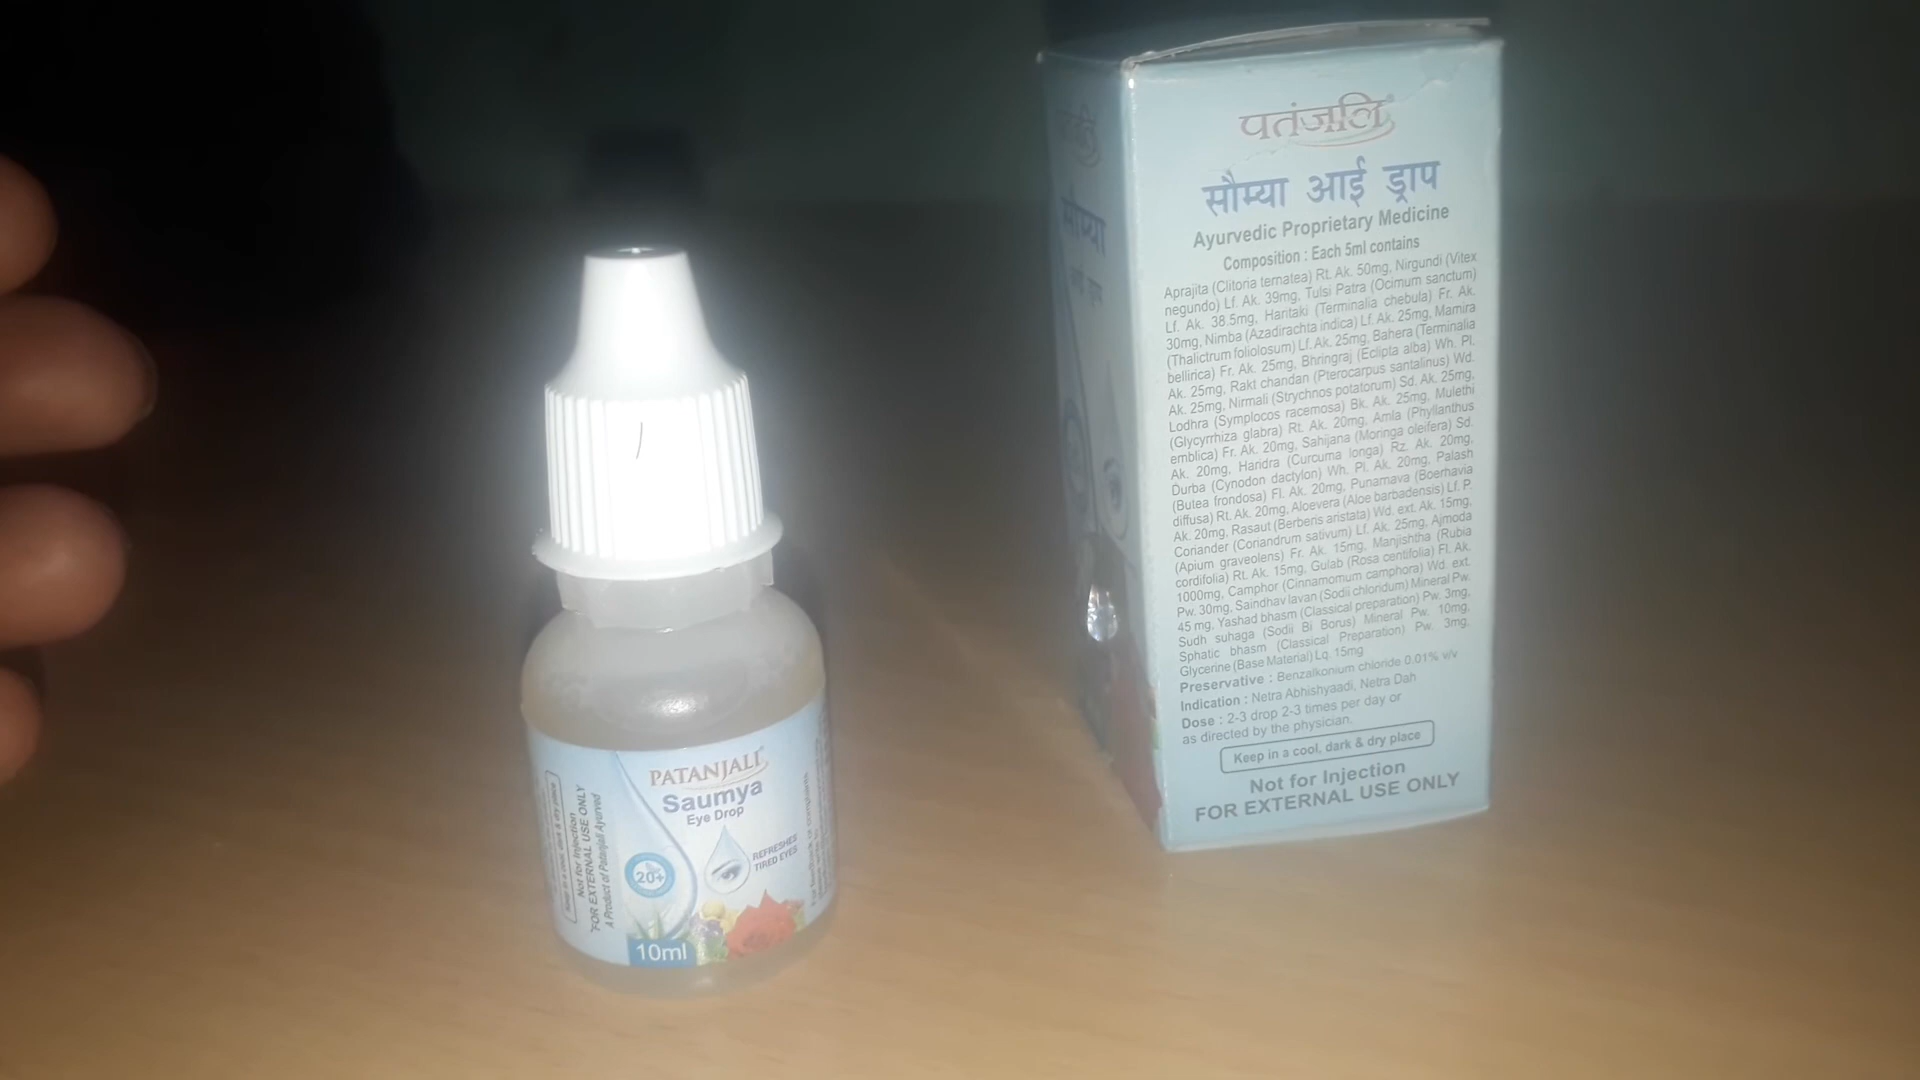 PATANJALI
Saumya
Eye Drop
REFRESHES
TIRED EYES
20+
10ml
Not for Injection
FOR EXTERNAL USE ONLY
A Product of Patanjali Ayurved
पतंजलि
सौम्या आई ड्राप
Ayurvedic Proprietary Medicine
Composition : Each 5ml contains
Aprajita (Clitoria ternatea) Rt. Ak. 50mg, Nirgundi (Vitex
negundo) Lf. Ak. 39mg, Tulsi Patra (Ocimum sanctum)
Lf. Ak. 38.5mg, Haritaki (Terminalia chebula) Fr. Ak.
30mg, Nimba (Azadirachta indica) Lf. Ak. 25mg, Mamira
(Thalictrum foliolosum) Lf. Ak. 25mg, Bahera (Terminalia
bellirica) Fr. Ak. 25mg, Bhringraj (Eclipta alba) Wh. Pl.
Ak. 25mg, Rakt chandan (Pterocarpus santalinus) Wd.
Ak. 25mg, Nirmali (Strychnos potatorum) Sd. Ak. 25mg,
Lodhra (Symplocos racemosa) Bk. Ak. 25mg, Mulethi
(Glycyrrhiza glabra) Rt. Ak. 20mg, Amla (Phyllanthus
emblica) Fr. Ak. 20mg, Sahijana (Moringa oleifera) Sd.
Ak. 20mg, Haridra (Curcuma longa) Rz. Ak. 20mg,
Durba (Cynodon dactylon) Wh. Pl. Ak. 20mg, Palash
(Butea frondosa) Fl. Ak. 20mg, Punarnava (Boerhavia
diffusa) Rt. Ak. 20mg, Aloevera (Aloe barbadensis) Lf. P.
Ak. 20mg, Rasaut (Berberis aristata) Wd. ext. Ak. 15mg,
Coriander (Coriandrum sativum) Lf. Ak. 25mg, Ajmoda
(Apium graveolens) Fr. Ak. 15mg, Manjishtha (Rubia
cordifolia) Rt. Ak. 15mg, Gulab (Rosa centifolia) Fl. Ak.
1000mg, Camphor (Cinnamomum camphora) Wd. ext.
Pw. 30mg, Saindhav lavan (Sodii chloridum) Mineral Pw.
45 mg, Yashad bhasm (Classical preparation) Pw. 3mg,
Sudh suhaga (Sodii Bi Borus) Mineral Pw. 10mg,
Sphatic bhasm (Classical Preparation) Pw. 3mg,
Glycerine (Base Material) Lq. 15mg
Preservative : Benzalkonium chloride 0.01% v/v
Indication : Netra Abhishyaadi, Netra Dah
Dose : 2-3 drop 2-3 times per day or
as directed by the physician.
Keep in a cool, dark & dry place
Not for Injection
FOR EXTERNAL USE ONLY